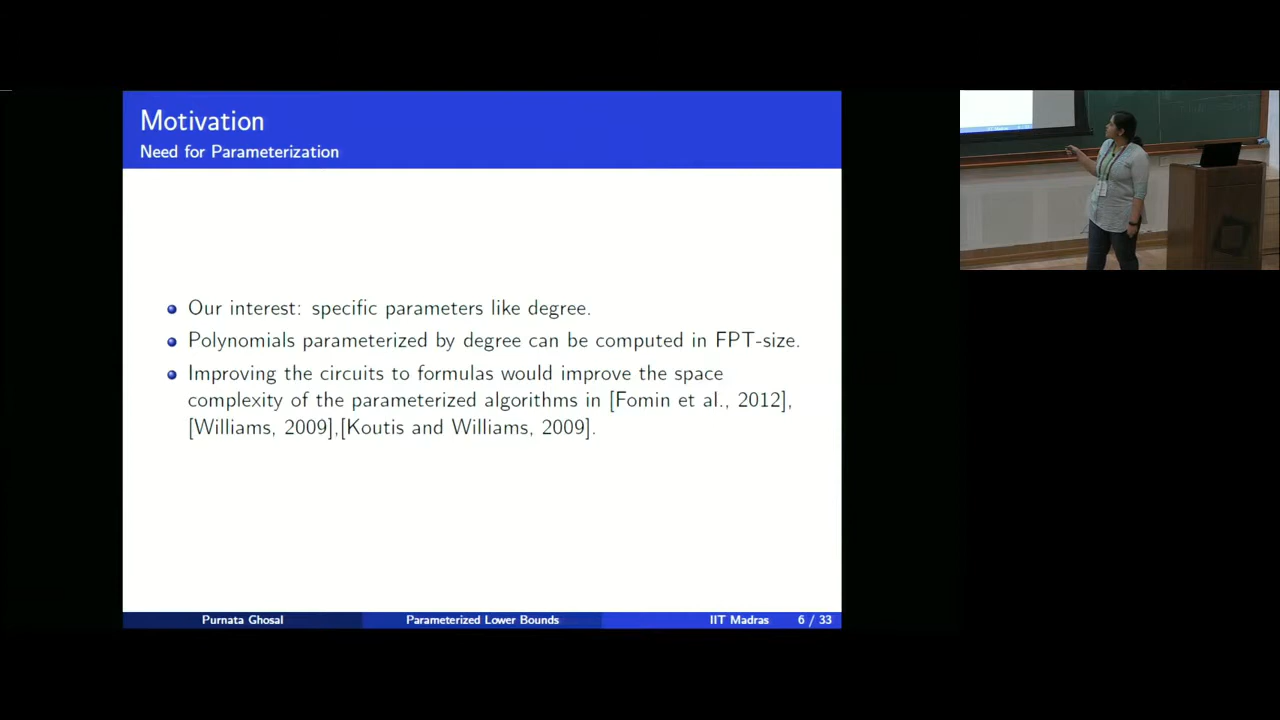 Motivation
Need for Parameterization
Our interest: specific parameters like degree.
Polynomials parameterized by degree can be computed in FPT-size.
Improving the circuits to formulas would improve the space
complexity of the parameterized algorithms in [Fomin et al., 2012],
[Williams, 2009],[Koutis and Williams, 2009].
Purnata Ghosal Parameterized Lower Bounds IIT Madras 6 / 33